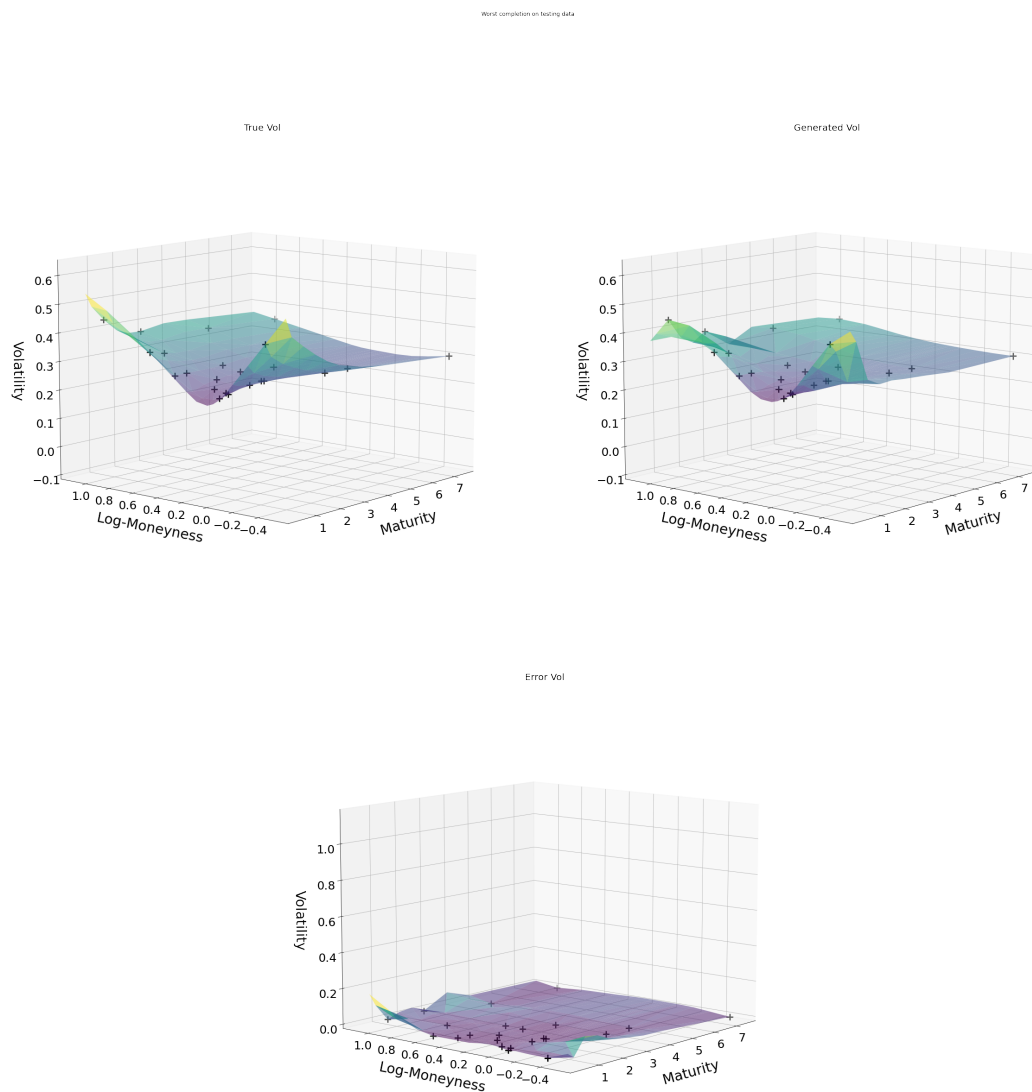 Worst completion on testing data
True Vol
Generated Vol
0.6
0.5
0.4
0.3
0.2
0.1
0.0
−0.1
Volatility
1.0 0.8 0.6 0.4 0.2 0.0 −0.2 −0.4
Log-Moneyness
1 2 3 4 5 6 7
Maturity
0.6
0.5
0.4
0.3
0.2
0.1
0.0
−0.1
Volatility
1.0 0.8 0.6 0.4 0.2 0.0 −0.2 −0.4
Log-Moneyness
1 2 3 4 5 6 7
Maturity
Error Vol
1.0
0.8
0.6
0.4
0.2
0.0
Volatility
1.0 0.8 0.6 0.4 0.2 0.0 −0.2 −0.4
Log-Moneyness
1 2 3 4 5 6 7
Maturity